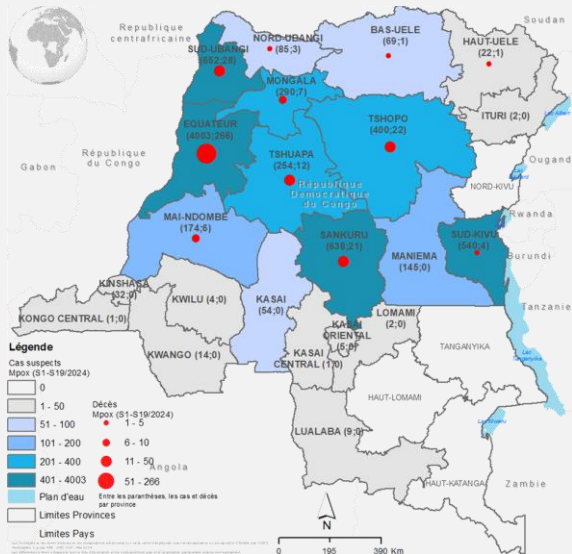 République
centrafricaine
Soudan
NORD-UBANGI
(85;3)
BAS-UELE
(69;1)
HAUT-UELE
(22;1)
SUD-UBANGI
(652;28)
MONGALA
(290;7)
ITURI (2;0)
Lac Albert
EQUATEUR
(4003;266)
TSHOPO
(400;22)
République
du Congo
Gabon
TSHUAPA
(254;12)
République
Démocratique
du Congo
Ougand
NORD-KIVU
Rwanda
MAI-NDOMBE
(174;6)
SANKURU
(638;21)
MANIEMA
(145;0)
SUD-KIVU
(540;4)
Burundi
KINSHASA
(32;0)
KWILU (4;0)
KASAI
(54;0)
Tanzanie
KONGO CENTRAL (1;0)
KWANGO (14;0)
KASAI
ORIENTAL
(5;0)
LOMAMI
(2;0)
KASAI
CENTRAL (1;0)
TANGANYIKA
Lac
Tanganyika
HAUT-LOMAMI
LUALABA (9;0)
HAUT-KATANGA
Zambie
Angola
Légende
Cas suspects
Mpox (S1-S19/2024)
0
1 - 50
51 - 100
101 - 200
201 - 400
401 - 4003
Plan d'eau
Limites Provinces
Limites Pays
Décès
Mpox (S1-S19/2024)
1 - 5
6 - 10
11 - 50
51 - 266
Entre les paranthèses, les cas et décès
par province
N
0 195 390 Km